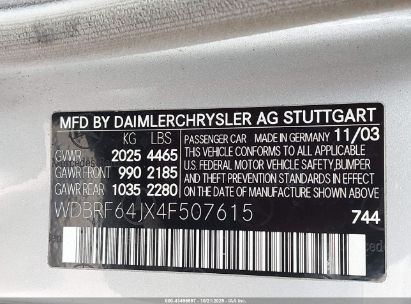 MFD BY DAIMLERCHRYSLER AG STUTTGART
KG LBS
GVWR 2025 4465
GAWR FRONT 990 2185
GAWR REAR 1035 2280
PASSENGER CAR MADE IN GERMANY 11/03
THIS VEHICLE CONFORMS TO ALL APPLICABLE
U.S. FEDERAL MOTOR VEHICLE SAFETY, BUMPER
AND THEFT PREVENTION STANDARDS IN EFFECT
ON THE DATE OF MANUFACTURE SHOWN ABOVE.
WDBRF64JX4F507615
744